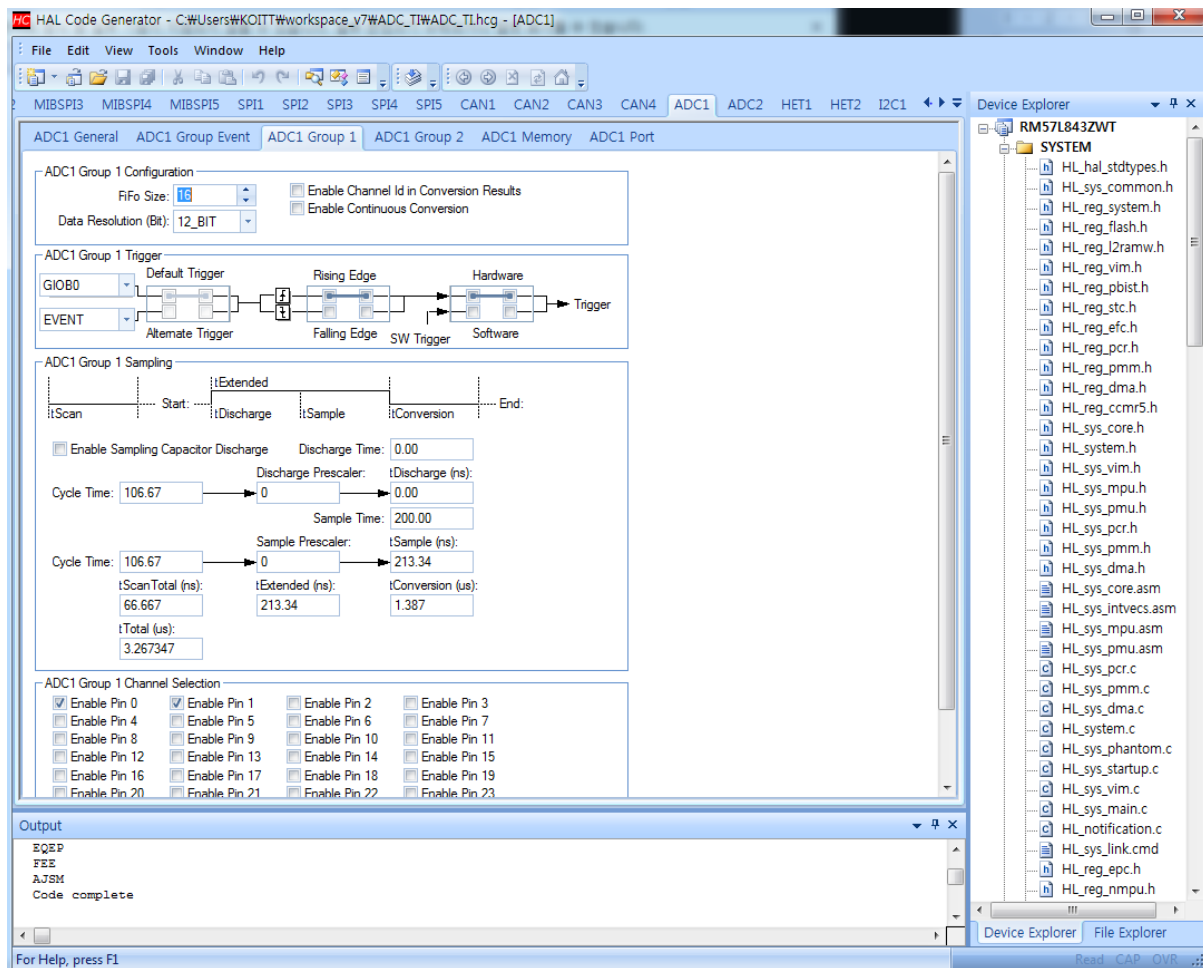 HC HAL Code Generator - C:₩Users₩KOITT₩workspace_v7₩ADC_TI₩ADC_TI.hcg - [ADC1]
File Edit View Tools Window Help
MIBSPI3 MIBSPI4 MIBSPI5 SPI1 SPI2 SPI3 SPI4 SPI5 CAN1 CAN2 CAN3 CAN4 ADC1 ADC2 HET1 HET2 I2C1
ADC1 General ADC1 Group Event ADC1 Group 1 ADC1 Group 2 ADC1 Memory ADC1 Port
ADC1 Group 1 Configuration
FiFo Size: 16
Enable Channel Id in Conversion Results
Enable Continuous Conversion
Data Resolution (Bit): 12_BIT
ADC1 Group 1 Trigger
Default Trigger Rising Edge Hardware
GIOB0
Trigger
EVENT
Alternate Trigger Falling Edge SW Trigger Software
ADC1 Group 1 Sampling
tExtended
Start: End:
tScan tDischarge tSample tConversion
Enable Sampling Capacitor Discharge Discharge Time: 0.00
Discharge Prescaler: tDischarge (ns):
Cycle Time: 106.67 0 0.00
Sample Time: 200.00
Sample Prescaler: tSample (ns):
Cycle Time: 106.67 0 213.34
tScanTotal (ns): tExtended (ns): tConversion (us):
66.667 213.34 1.387
tTotal (us):
3.267347
ADC1 Group 1 Channel Selection
Enable Pin 0 Enable Pin 1 Enable Pin 2 Enable Pin 3
Enable Pin 4 Enable Pin 5 Enable Pin 6 Enable Pin 7
Enable Pin 8 Enable Pin 9 Enable Pin 10 Enable Pin 11
Enable Pin 12 Enable Pin 13 Enable Pin 14 Enable Pin 15
Enable Pin 16 Enable Pin 17 Enable Pin 18 Enable Pin 19
Enable Pin 20 Enable Pin 21 Enable Pin 22 Enable Pin 23
Output
EQEP
FEE
AJSM
Code complete
Device Explorer
RM57L843ZWT
SYSTEM
HL_hal_stdtypes.h
HL_sys_common.h
HL_reg_system.h
HL_reg_flash.h
HL_reg_l2ramw.h
HL_reg_vim.h
HL_reg_pbist.h
HL_reg_stc.h
HL_reg_efc.h
HL_reg_pcr.h
HL_reg_pmm.h
HL_reg_dma.h
HL_reg_ccmr5.h
HL_sys_core.h
HL_system.h
HL_sys_vim.h
HL_sys_mpu.h
HL_sys_pmu.h
HL_sys_pcr.h
HL_sys_pmm.h
HL_sys_dma.h
HL_sys_core.asm
HL_sys_intvecs.asm
HL_sys_mpu.asm
HL_sys_pmu.asm
HL_sys_pcr.c
HL_sys_pmm.c
HL_sys_dma.c
HL_system.c
HL_sys_phantom.c
HL_sys_startup.c
HL_sys_vim.c
HL_sys_main.c
HL_notification.c
HL_sys_link.cmd
HL_reg_epc.h
HL_reg_nmpu.h
Device Explorer File Explorer
For Help, press F1
Read CAP OVR